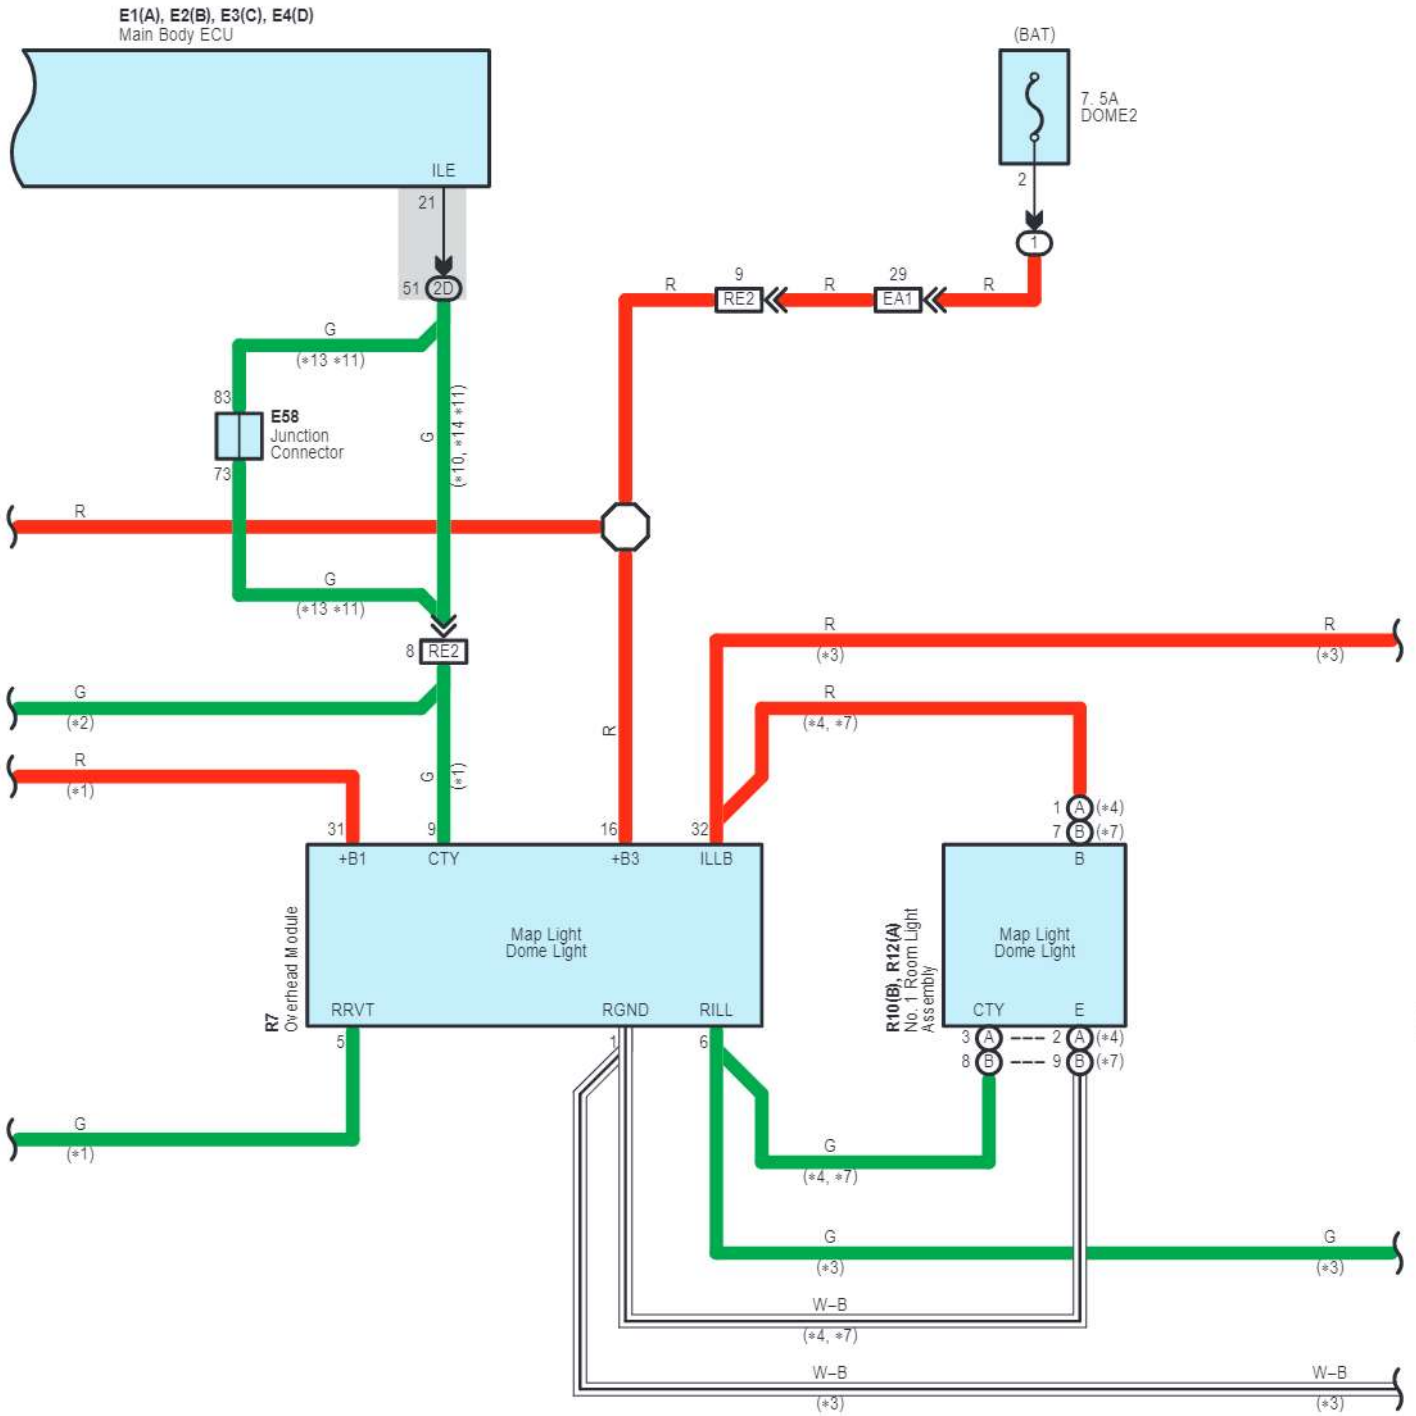 E1(A), E2(B), E3(C), E4(D)
Main Body ECU
(BAT)
7. 5A
DOME2
ILE
2
21
1
51 2D
9
29
R
RE2
R
EA1
R
G
(*13 *11)
83
E58
Junction
Connector
73
G
(*10, *14 *11)
R
G
(*13 *11)
8 RE2
R
(*3)
R
(*3)
G
(*2)
R
(*4, *7)
R
R
(*1)
G
(*1)
1 A (*4)
7 B (*7)
31
9
16
32
+B1
CTY
+B3
ILLB
B
R7
Overhead Module
Map Light
Dome Light
R10(B), R12(A)
No. 1 Room Light
Assembly
Map Light
Dome Light
RRVT
RGND
RILL
CTY
E
5
1
6
3 A ---- 2 A (*4)
8 B ---- 9 B (*7)
G
(*1)
G
(*4, *7)
G
(*3)
G
(*3)
W–B
(*4, *7)
W–B
(*3)
W–B
(*3)